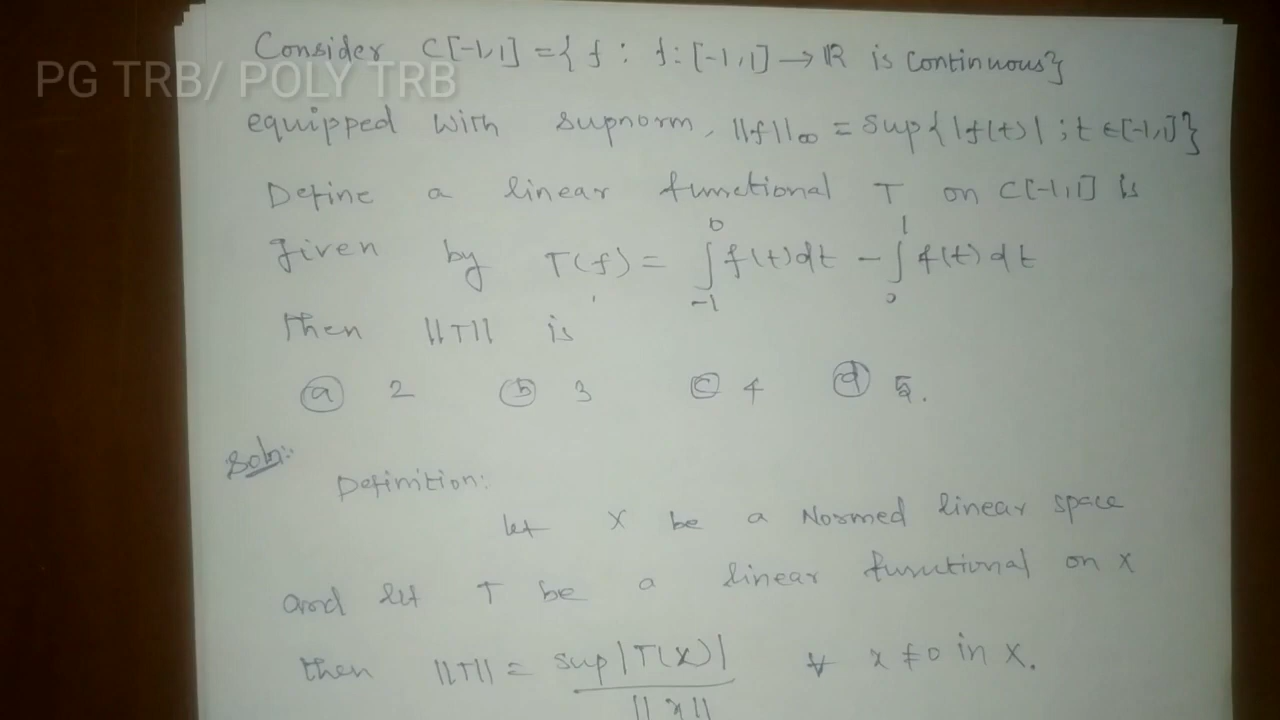 PG TRB/ POLY TRB
Consider C[-1,1] = { f : f:[-1,1] → ℝ is continuous}
equipped with supnorm, ||f||∞ = sup{ |f(t)| ; t ∈[-1,1]}
Define a linear functional T on C[-1,1] is
given by T(f) = ∫_{-1}^{0} f(t)dt - ∫_{0}^{1} f(t)dt
then ||T|| is
ⓐ 2 ⓑ 3 ⓒ 4 ⓓ 5.
Soln:
Definition:
let X be a Normed linear space
and let T be a linear functional on X
then ||T|| = sup |T(x)| / ||x|| ∀ x ≠ 0 in X.